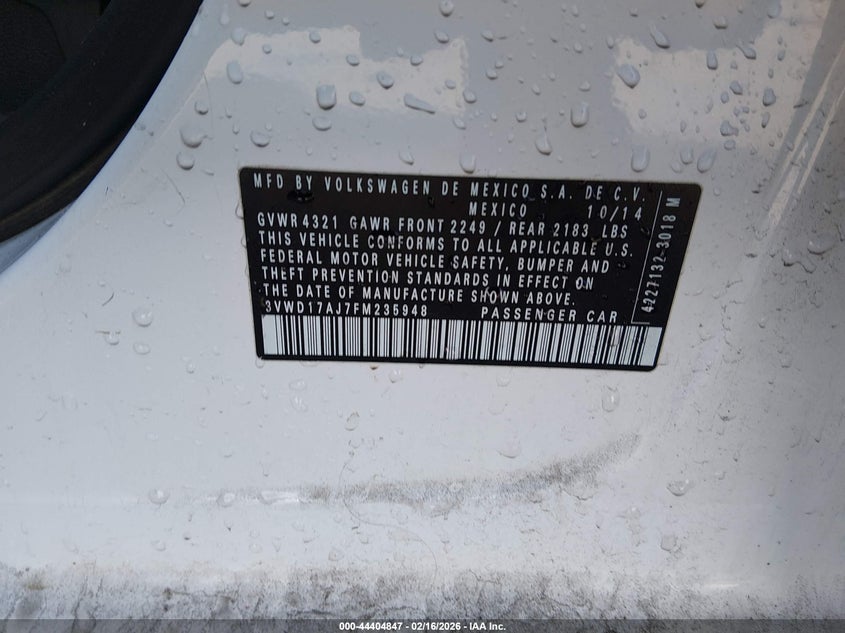 MFD BY VOLKSWAGEN DE MEXICO S.A. DE C.V.
MEXICO 10/14
GVWR 4321 GAWR FRONT 2249 / REAR 2183 LBS
THIS VEHICLE CONFORMS TO ALL APPLICABLE U.S.
FEDERAL MOTOR VEHICLE SAFETY, BUMPER AND
THEFT PREVENTION STANDARDS IN EFFECT ON
THE DATE OF MANUFACTURE SHOWN ABOVE.
3VWD17AJ7FM235948 PASSENGER CAR
4227132-3018 M
000-44404847 - 02/16/2026 - IAA Inc.